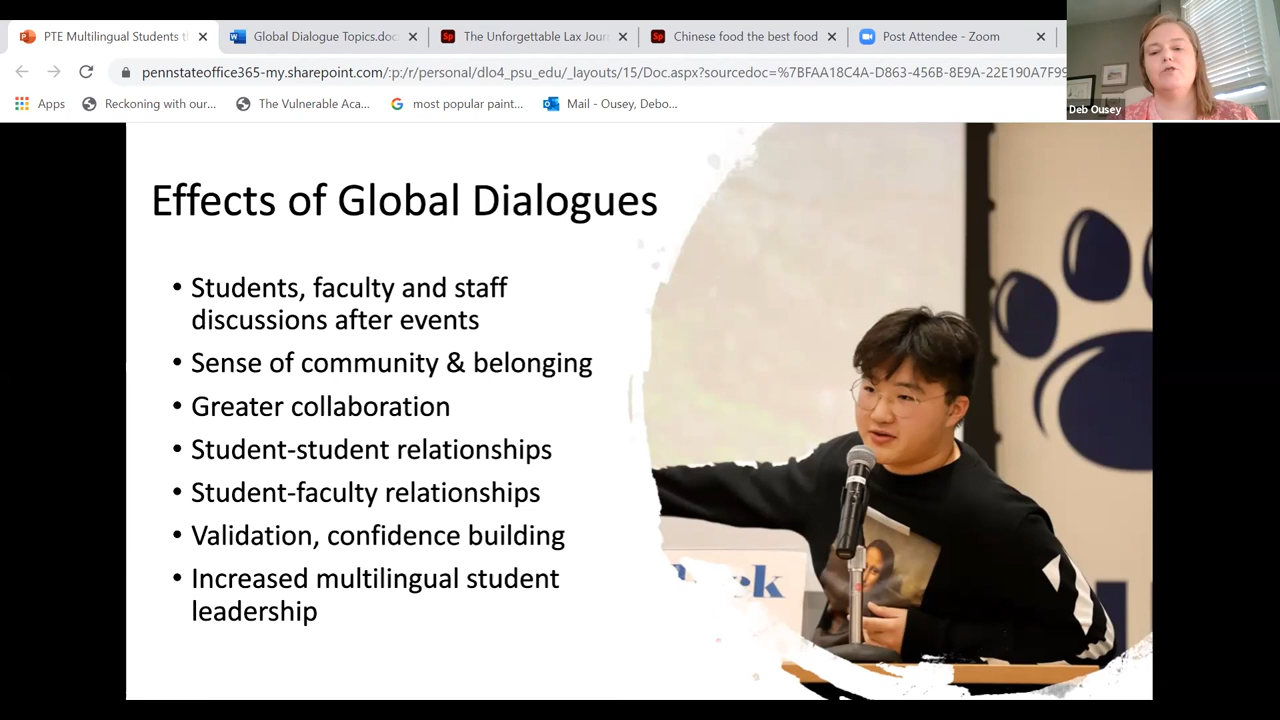 PTE Multilingual Students t
Global Dialogue Topics.doc
The Unforgettable Lax Jour
Chinese food the best food
Post Attendee - Zoom
pennstateoffice365-my.sharepoint.com/:p:/r/personal/dlo4_psu_edu/_layouts/15/Doc.aspx?sourcedoc=%7BFAA18C4A-D86C-456B-8E9A-22E190A7F99
Apps
Reckoning with our...
The Vulnerable Aca...
most popular paint...
Mail - Ousey, Debo...
Deb Ousey
Effects of Global Dialogues
• Students, faculty and staff
discussions after events
• Sense of community & belonging
• Greater collaboration
• Student-student relationships
• Student-faculty relationships
• Validation, confidence building
• Increased multilingual student
leadership